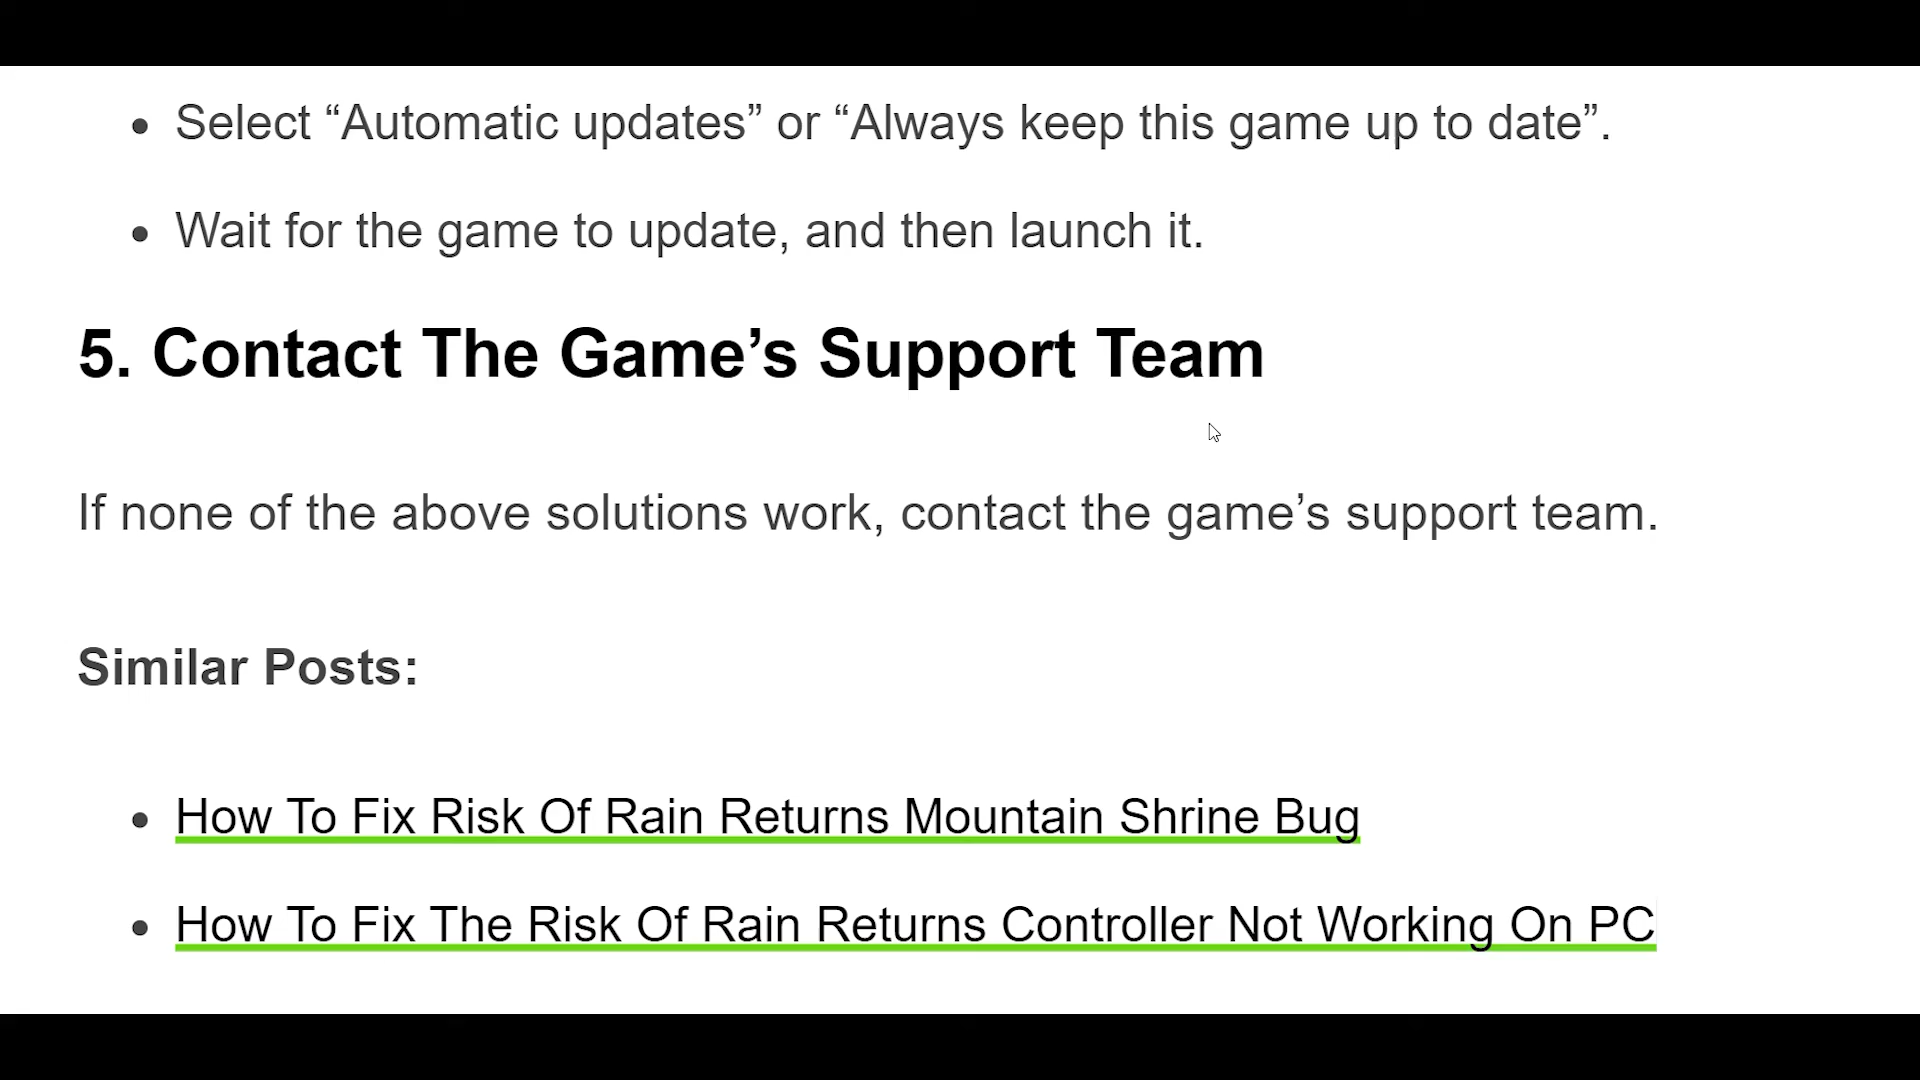 Select “Automatic updates” or “Always keep this game up to date”.
Wait for the game to update, and then launch it.
5. Contact The Game’s Support Team
If none of the above solutions work, contact the game’s support team.
Similar Posts:
How To Fix Risk Of Rain Returns Mountain Shrine Bug
How To Fix The Risk Of Rain Returns Controller Not Working On PC